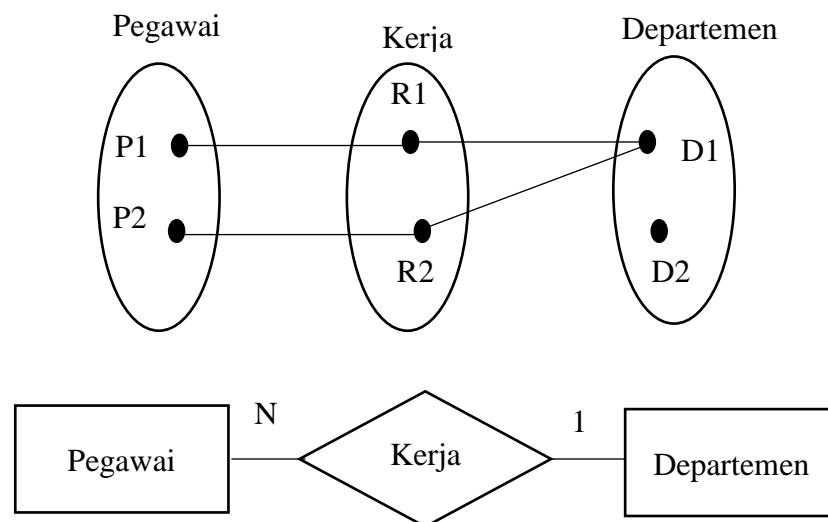 Pegawai
Kerja
Departemen
R1
P1
D1
P2
R2
D2
N
1
Pegawai
Kerja
Departemen